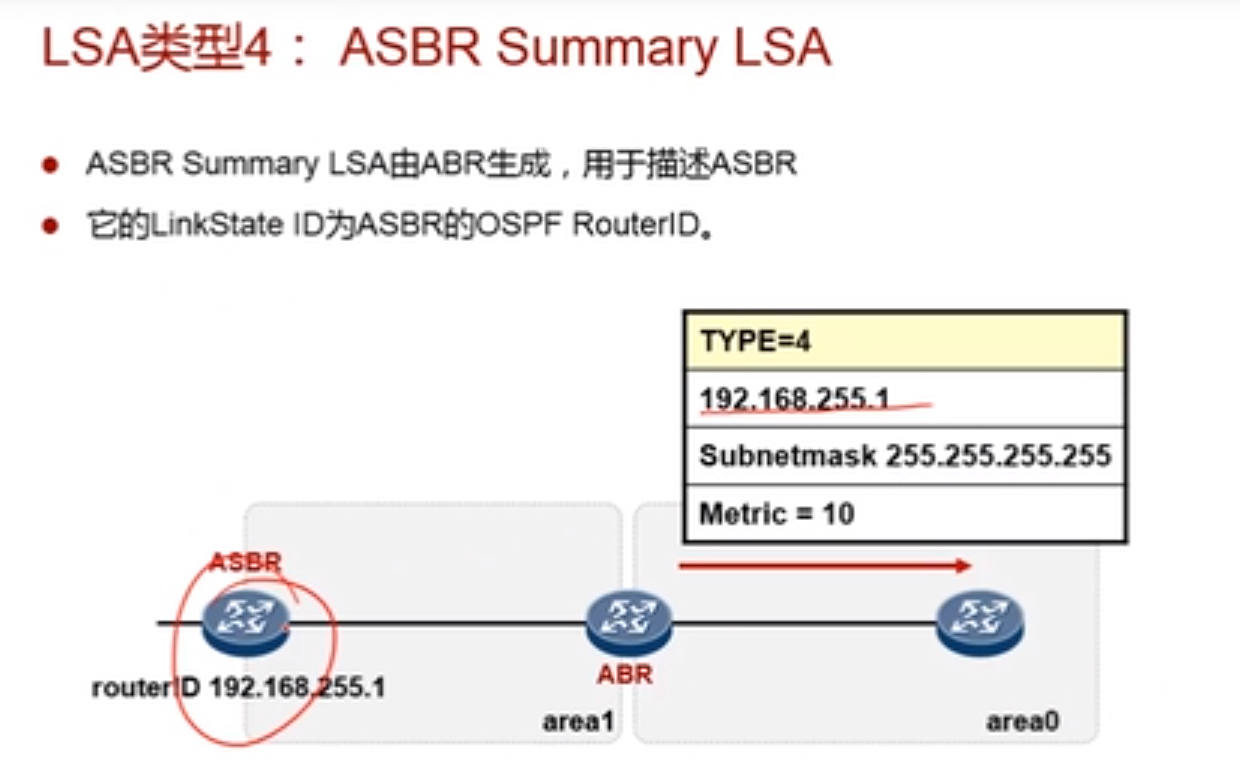 LSA类型4： ASBR Summary LSA
ASBR Summary LSA由ABR生成，用于描述ASBR
它的LinkState ID为ASBR的OSPF RouterID。
TYPE=4
192.168.255.1
Subnetmask 255.255.255.255
Metric = 10
ASBR
ABR
routerID 192.168.255.1
area1
area0